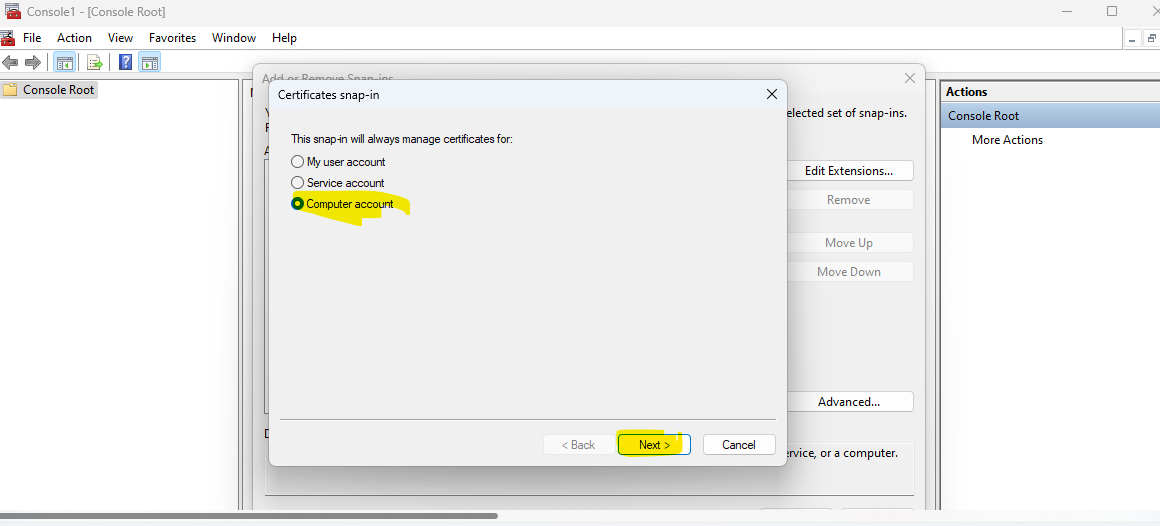 Console1 - [Console Root]
File Action View Favorites Window Help
Console Root
Add or Remove Snap-ins
Certificates snap-in
This snap-in will always manage certificates for:
My user account
Service account
Computer account
< Back Next > Cancel
elected set of snap-ins.
Edit Extensions...
Remove
Move Up
Move Down
Advanced...
ervice, or a computer.
Actions
Console Root
More Actions